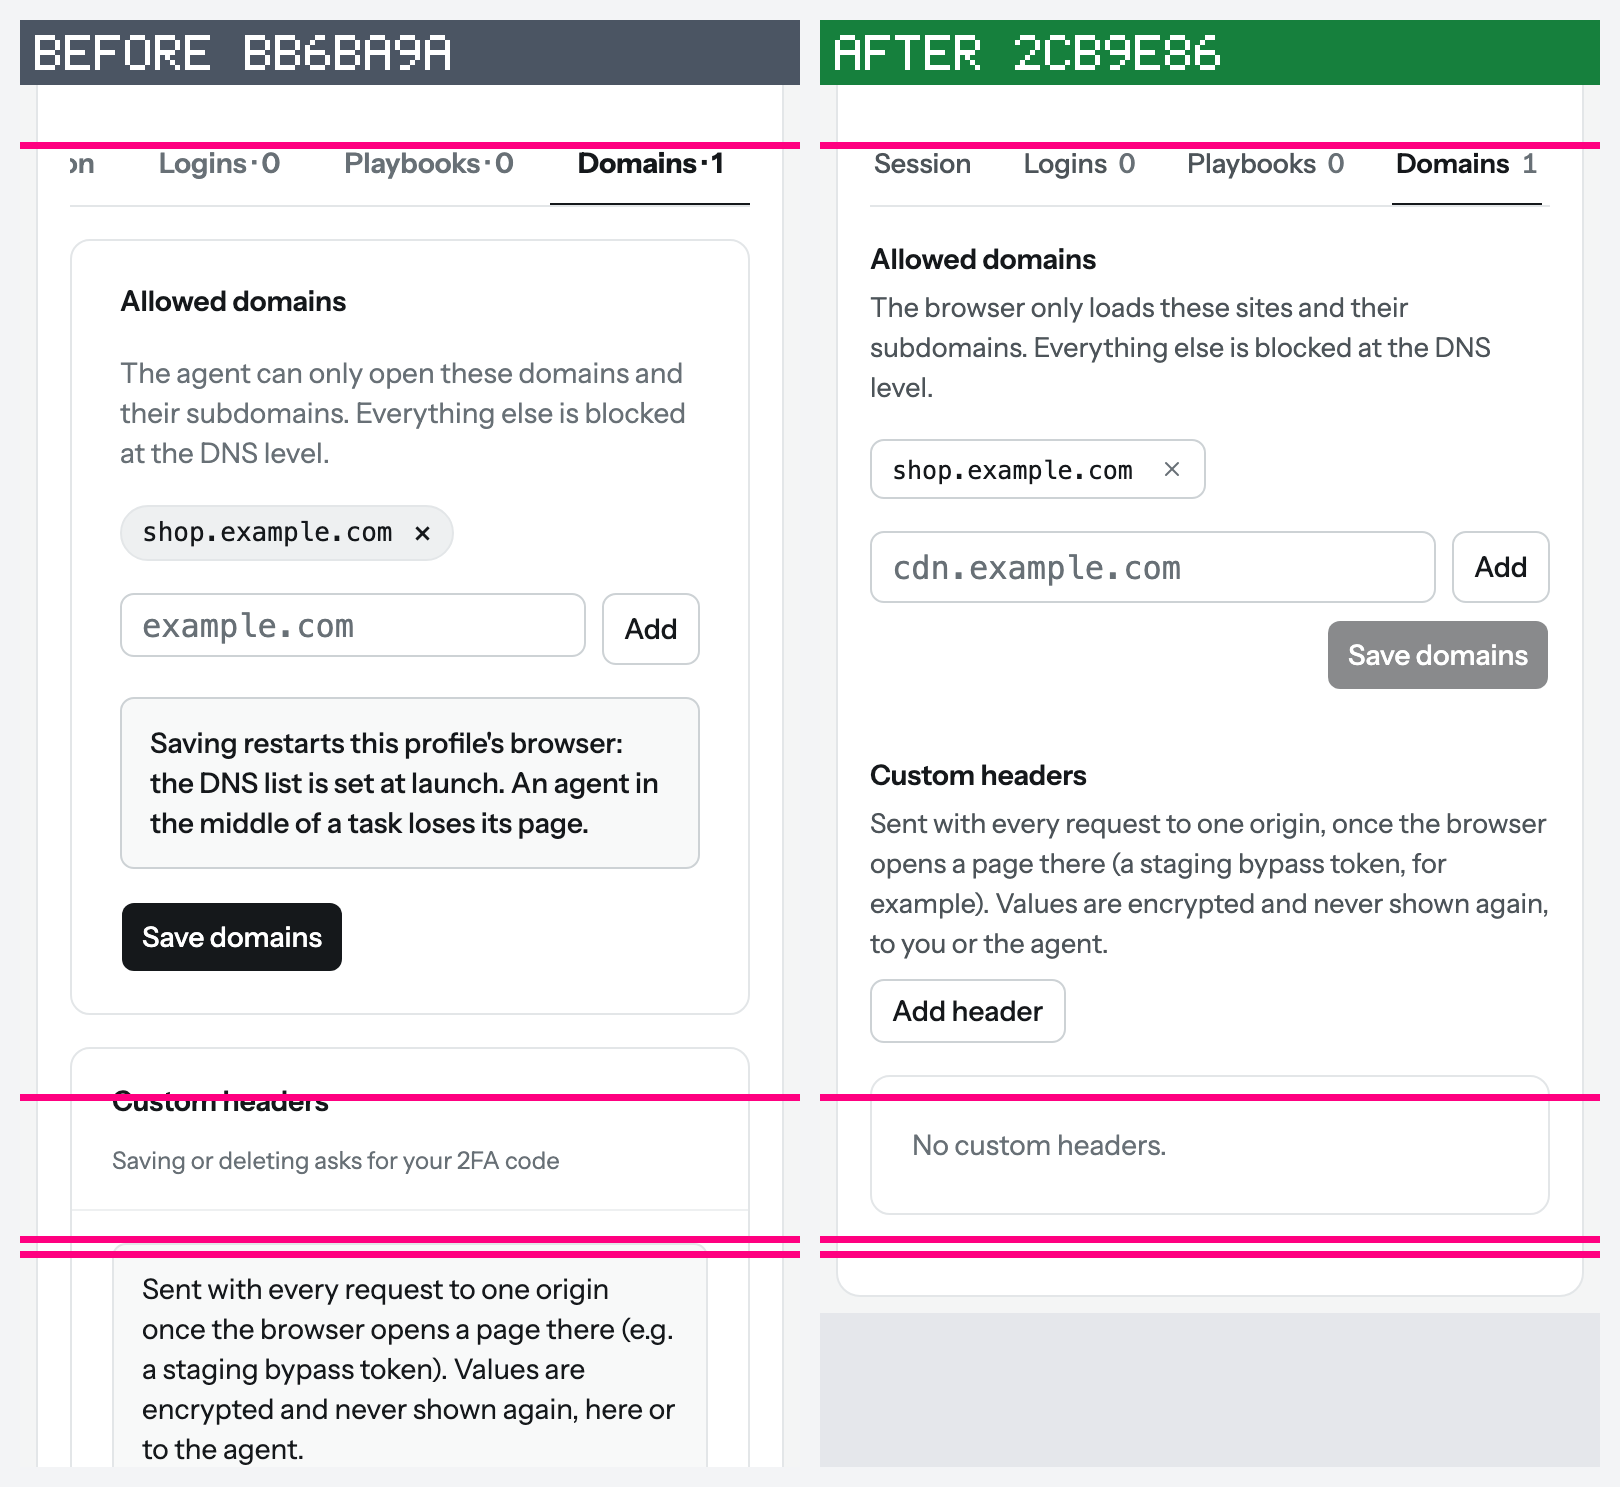 BEFORE BB6BA9A
on Logins · 0 Playbooks · 0 Domains · 1
Allowed domains
The agent can only open these domains and
their subdomains. Everything else is blocked
at the DNS level.
shop.example.com ×
example.com Add
Saving restarts this profile's browser:
the DNS list is set at launch. An agent in
the middle of a task loses its page.
Save domains
Custom headers
Saving or deleting asks for your 2FA code
Sent with every request to one origin
once the browser opens a page there (e.g.
a staging bypass token). Values are
encrypted and never shown again, here or
to the agent.
AFTER 2CB9E86
Session Logins 0 Playbooks 0 Domains 1
Allowed domains
The browser only loads these sites and their
subdomains. Everything else is blocked at the DNS
level.
shop.example.com ×
cdn.example.com Add
Save domains
Custom headers
Sent with every request to one origin, once the browser
opens a page there (a staging bypass token, for
example). Values are encrypted and never shown again,
to you or the agent.
Add header
No custom headers.